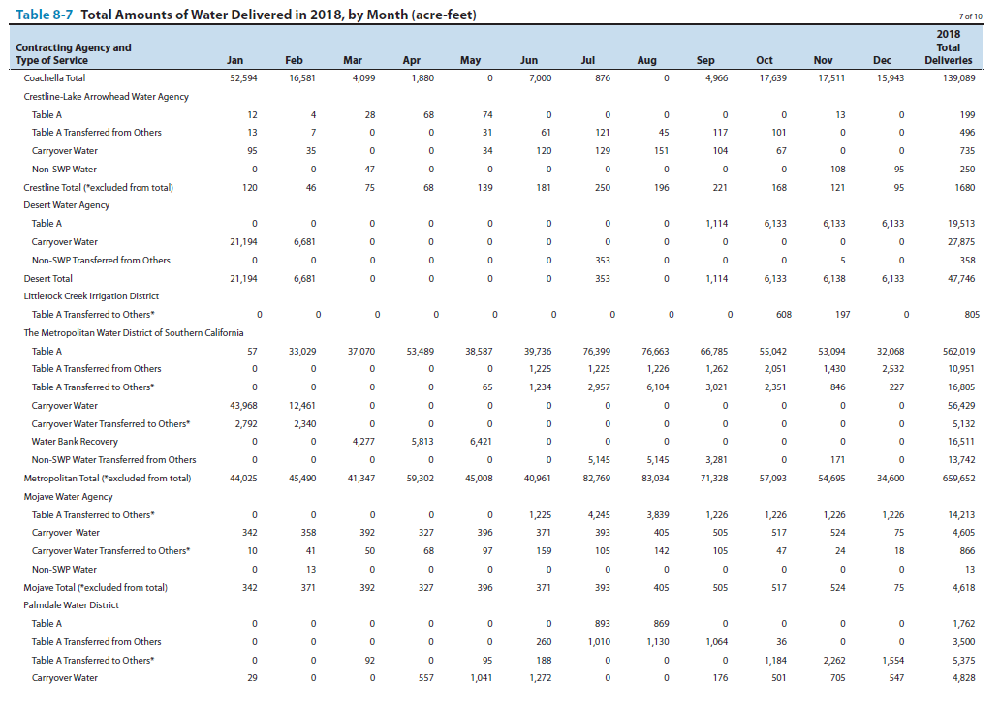 Table 8-7 Total Amounts of Water Delivered in 2018, by Month (acre-feet)
7 of 10
Contracting Agency and Type of Service Jan Feb Mar Apr May Jun Jul Aug Sep Oct Nov Dec 2018 Total Deliveries
Coachella Total 52,594 16,581 4,099 1,880 0 7,000 876 0 4,966 17,639 17,511 15,943 139,089
Crestline-Lake Arrowhead Water Agency
Table A 12 4 28 68 74 0 0 0 0 0 13 0 199
Table A Transferred from Others 13 7 0 0 31 61 121 45 117 101 0 0 496
Carryover Water 95 35 0 0 34 120 129 151 104 67 0 0 735
Non-SWP Water 0 0 47 0 0 0 0 0 0 0 108 95 250
Crestline Total (*excluded from total) 120 46 75 68 139 181 250 196 221 168 121 95 1680
Desert Water Agency
Table A 0 0 0 0 0 0 0 0 1,114 6,133 6,133 6,133 19,513
Carryover Water 21,194 6,681 0 0 0 0 0 0 0 0 0 0 27,875
Non-SWP Transferred from Others 0 0 0 0 0 0 353 0 0 0 5 0 358
Desert Total 21,194 6,681 0 0 0 0 353 0 1,114 6,133 6,138 6,133 47,746
Littlerock Creek Irrigation District
Table A Transferred to Others* 0 0 0 0 0 0 0 0 0 608 197 0 805
The Metropolitan Water District of Southern California
Table A 57 33,029 37,070 53,489 38,587 39,736 76,399 76,663 66,785 55,042 53,094 32,068 562,019
Table A Transferred from Others 0 0 0 0 0 1,225 1,225 1,226 1,262 2,051 1,430 2,532 10,951
Table A Transferred to Others* 0 0 0 0 65 1,234 2,957 6,104 3,021 2,351 846 227 16,805
Carryover Water 43,968 12,461 0 0 0 0 0 0 0 0 0 0 56,429
Carryover Water Transferred to Others* 2,792 2,340 0 0 0 0 0 0 0 0 0 0 5,132
Water Bank Recovery 0 0 4,277 5,813 6,421 0 0 0 0 0 0 0 16,511
Non-SWP Water Transferred from Others 0 0 0 0 0 0 5,145 5,145 3,281 0 171 0 13,742
Metropolitan Total (*excluded from total) 44,025 45,490 41,347 59,302 45,008 40,961 82,769 83,034 71,328 57,093 54,695 34,600 659,652
Mojave Water Agency
Table A Transferred to Others* 0 0 0 0 0 1,225 4,245 3,839 1,226 1,226 1,226 1,226 14,213
Carryover Water 342 358 392 327 396 371 393 405 505 517 524 75 4,605
Carryover Water Transferred to Others* 10 41 50 68 97 159 105 142 105 47 24 18 866
Non-SWP Water 0 13 0 0 0 0 0 0 0 0 0 0 13
Mojave Total (*excluded from total) 342 371 392 327 396 371 393 405 505 517 524 75 4,618
Palmdale Water District
Table A 0 0 0 0 0 0 893 869 0 0 0 0 1,762
Table A Transferred from Others 0 0 0 0 0 260 1,010 1,130 1,064 36 0 0 3,500
Table A Transferred to Others* 0 0 92 0 95 188 0 0 0 1,184 2,262 1,554 5,375
Carryover Water 29 0 0 557 1,041 1,272 0 0 176 501 705 547 4,828